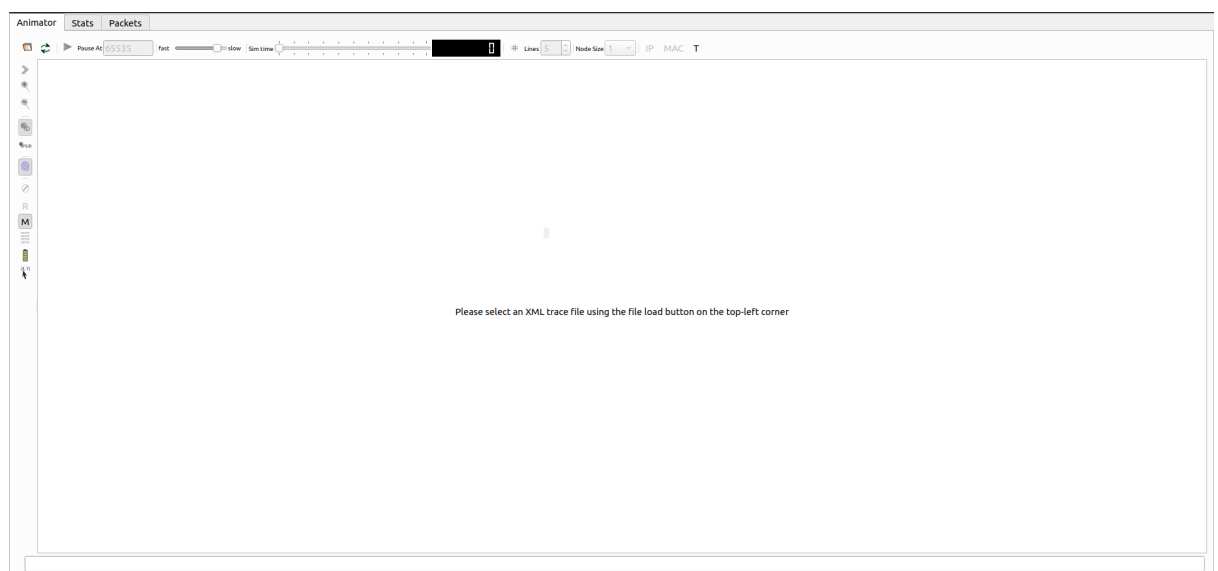 Animator Stats Packets
Pause At 65535 fast slow Sim time 0 # Lines 5 Node Size 1 IP MAC T
R
M
Please select an XML trace file using the file load button on the top-left corner